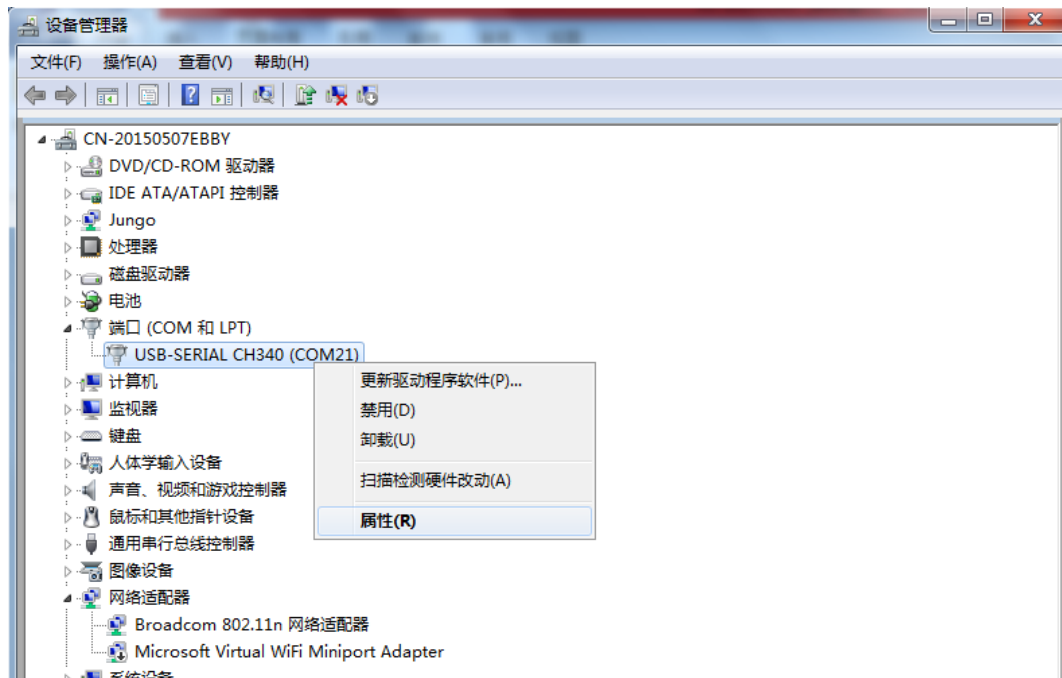 设备管理器
文件(F) 操作(A) 查看(V) 帮助(H)
CN-20150507EBBY
DVD/CD-ROM 驱动器
IDE ATA/ATAPI 控制器
Jungo
处理器
磁盘驱动器
电池
端口 (COM 和 LPT)
USB-SERIAL CH340 (COM21)
计算机
监视器
键盘
人体学输入设备
声音、视频和游戏控制器
鼠标和其他指针设备
通用串行总线控制器
图像设备
网络适配器
Broadcom 802.11n 网络适配器
Microsoft Virtual WiFi Miniport Adapter
系统设备
更新驱动程序软件(P)...
禁用(D)
卸载(U)
扫描检测硬件改动(A)
属性(R)